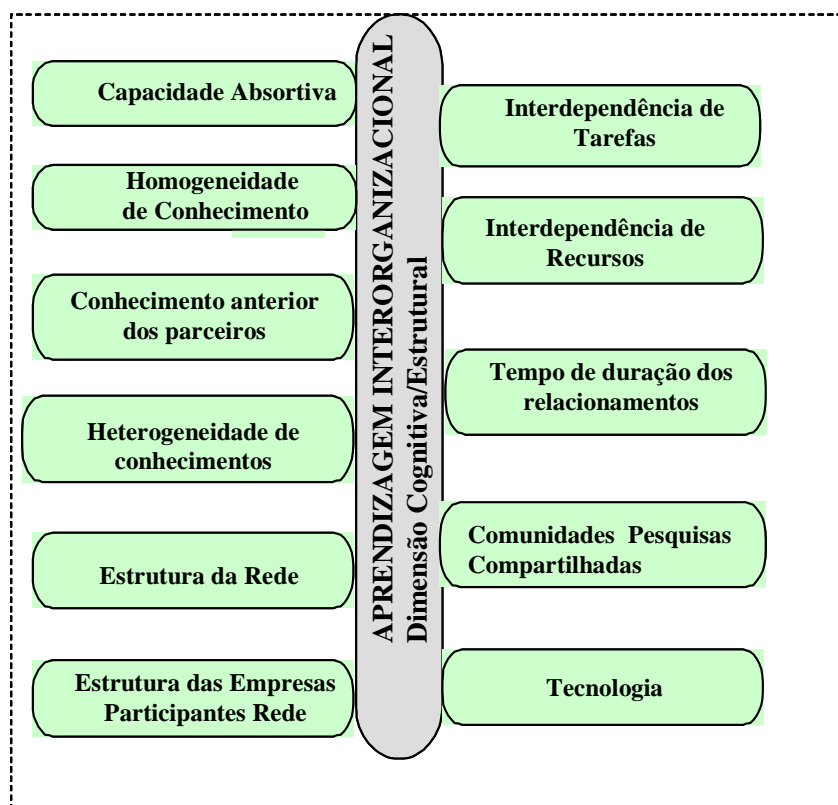 Capacidade Absortiva
Homogeneidade
de Conhecimento
Conhecimento anterior
dos parceiros
Heterogeneidade de
conhecimentos
Estrutura da Rede
Estrutura das Empresas
Participantes Rede
APRENDIZAGEM INTERORGANIZACIONAL
Dimensão Cognitiva/Estrutural
Interdependência de
Tarefas
Interdependência de
Recursos
Tempo de duração dos
relacionamentos
Comunidades Pesquisas
Compartilhadas
Tecnologia